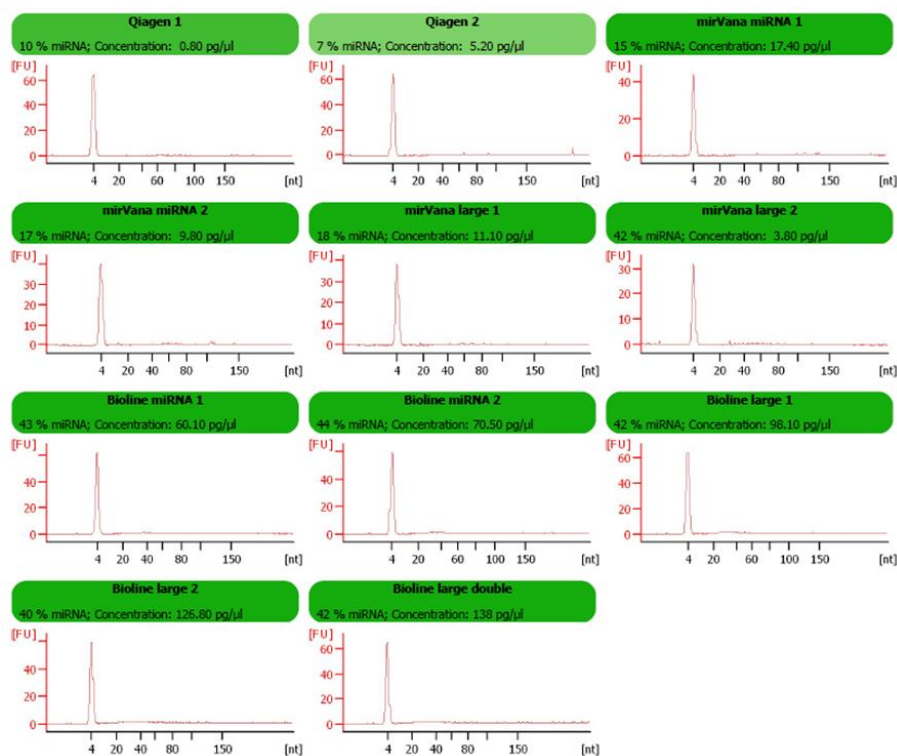 Qiagen 1
10 % miRNA; Concentration: 0.80 pg/µl
[FU]
60
40
20
0
4 20 60 100 150 [nt]
Qiagen 2
7 % miRNA; Concentration: 5.20 pg/µl
[FU]
60
40
20
0
4 20 40 80 150 [nt]
mirVana miRNA 1
15 % miRNA; Concentration: 17.40 pg/µl
[FU]
40
20
0
4 20 40 80 150 [nt]
mirVana miRNA 2
17 % miRNA; Concentration: 9.80 pg/µl
[FU]
30
20
10
0
4 20 40 80 150 [nt]
mirVana large 1
18 % miRNA; Concentration: 11.10 pg/µl
[FU]
30
20
10
0
4 20 40 80 150 [nt]
mirVana large 2
42 % miRNA; Concentration: 3.80 pg/µl
[FU]
30
20
10
0
4 20 40 80 150 [nt]
Bioline miRNA 1
43 % miRNA; Concentration: 60.10 pg/µl
[FU]
40
20
0
4 20 40 80 150 [nt]
Bioline miRNA 2
44 % miRNA; Concentration: 70.50 pg/µl
[FU]
40
20
0
4 20 60 100 150 [nt]
Bioline large 1
42 % miRNA; Concentration: 98.10 pg/µl
[FU]
60
40
20
0
4 20 60 100 150 [nt]
Bioline large 2
40 % miRNA; Concentration: 126.80 pg/µl
[FU]
40
20
0
4 20 40 80 150 [nt]
Bioline large double
42 % miRNA; Concentration: 138 pg/µl
[FU]
60
40
20
0
4 20 40 80 150 [nt]